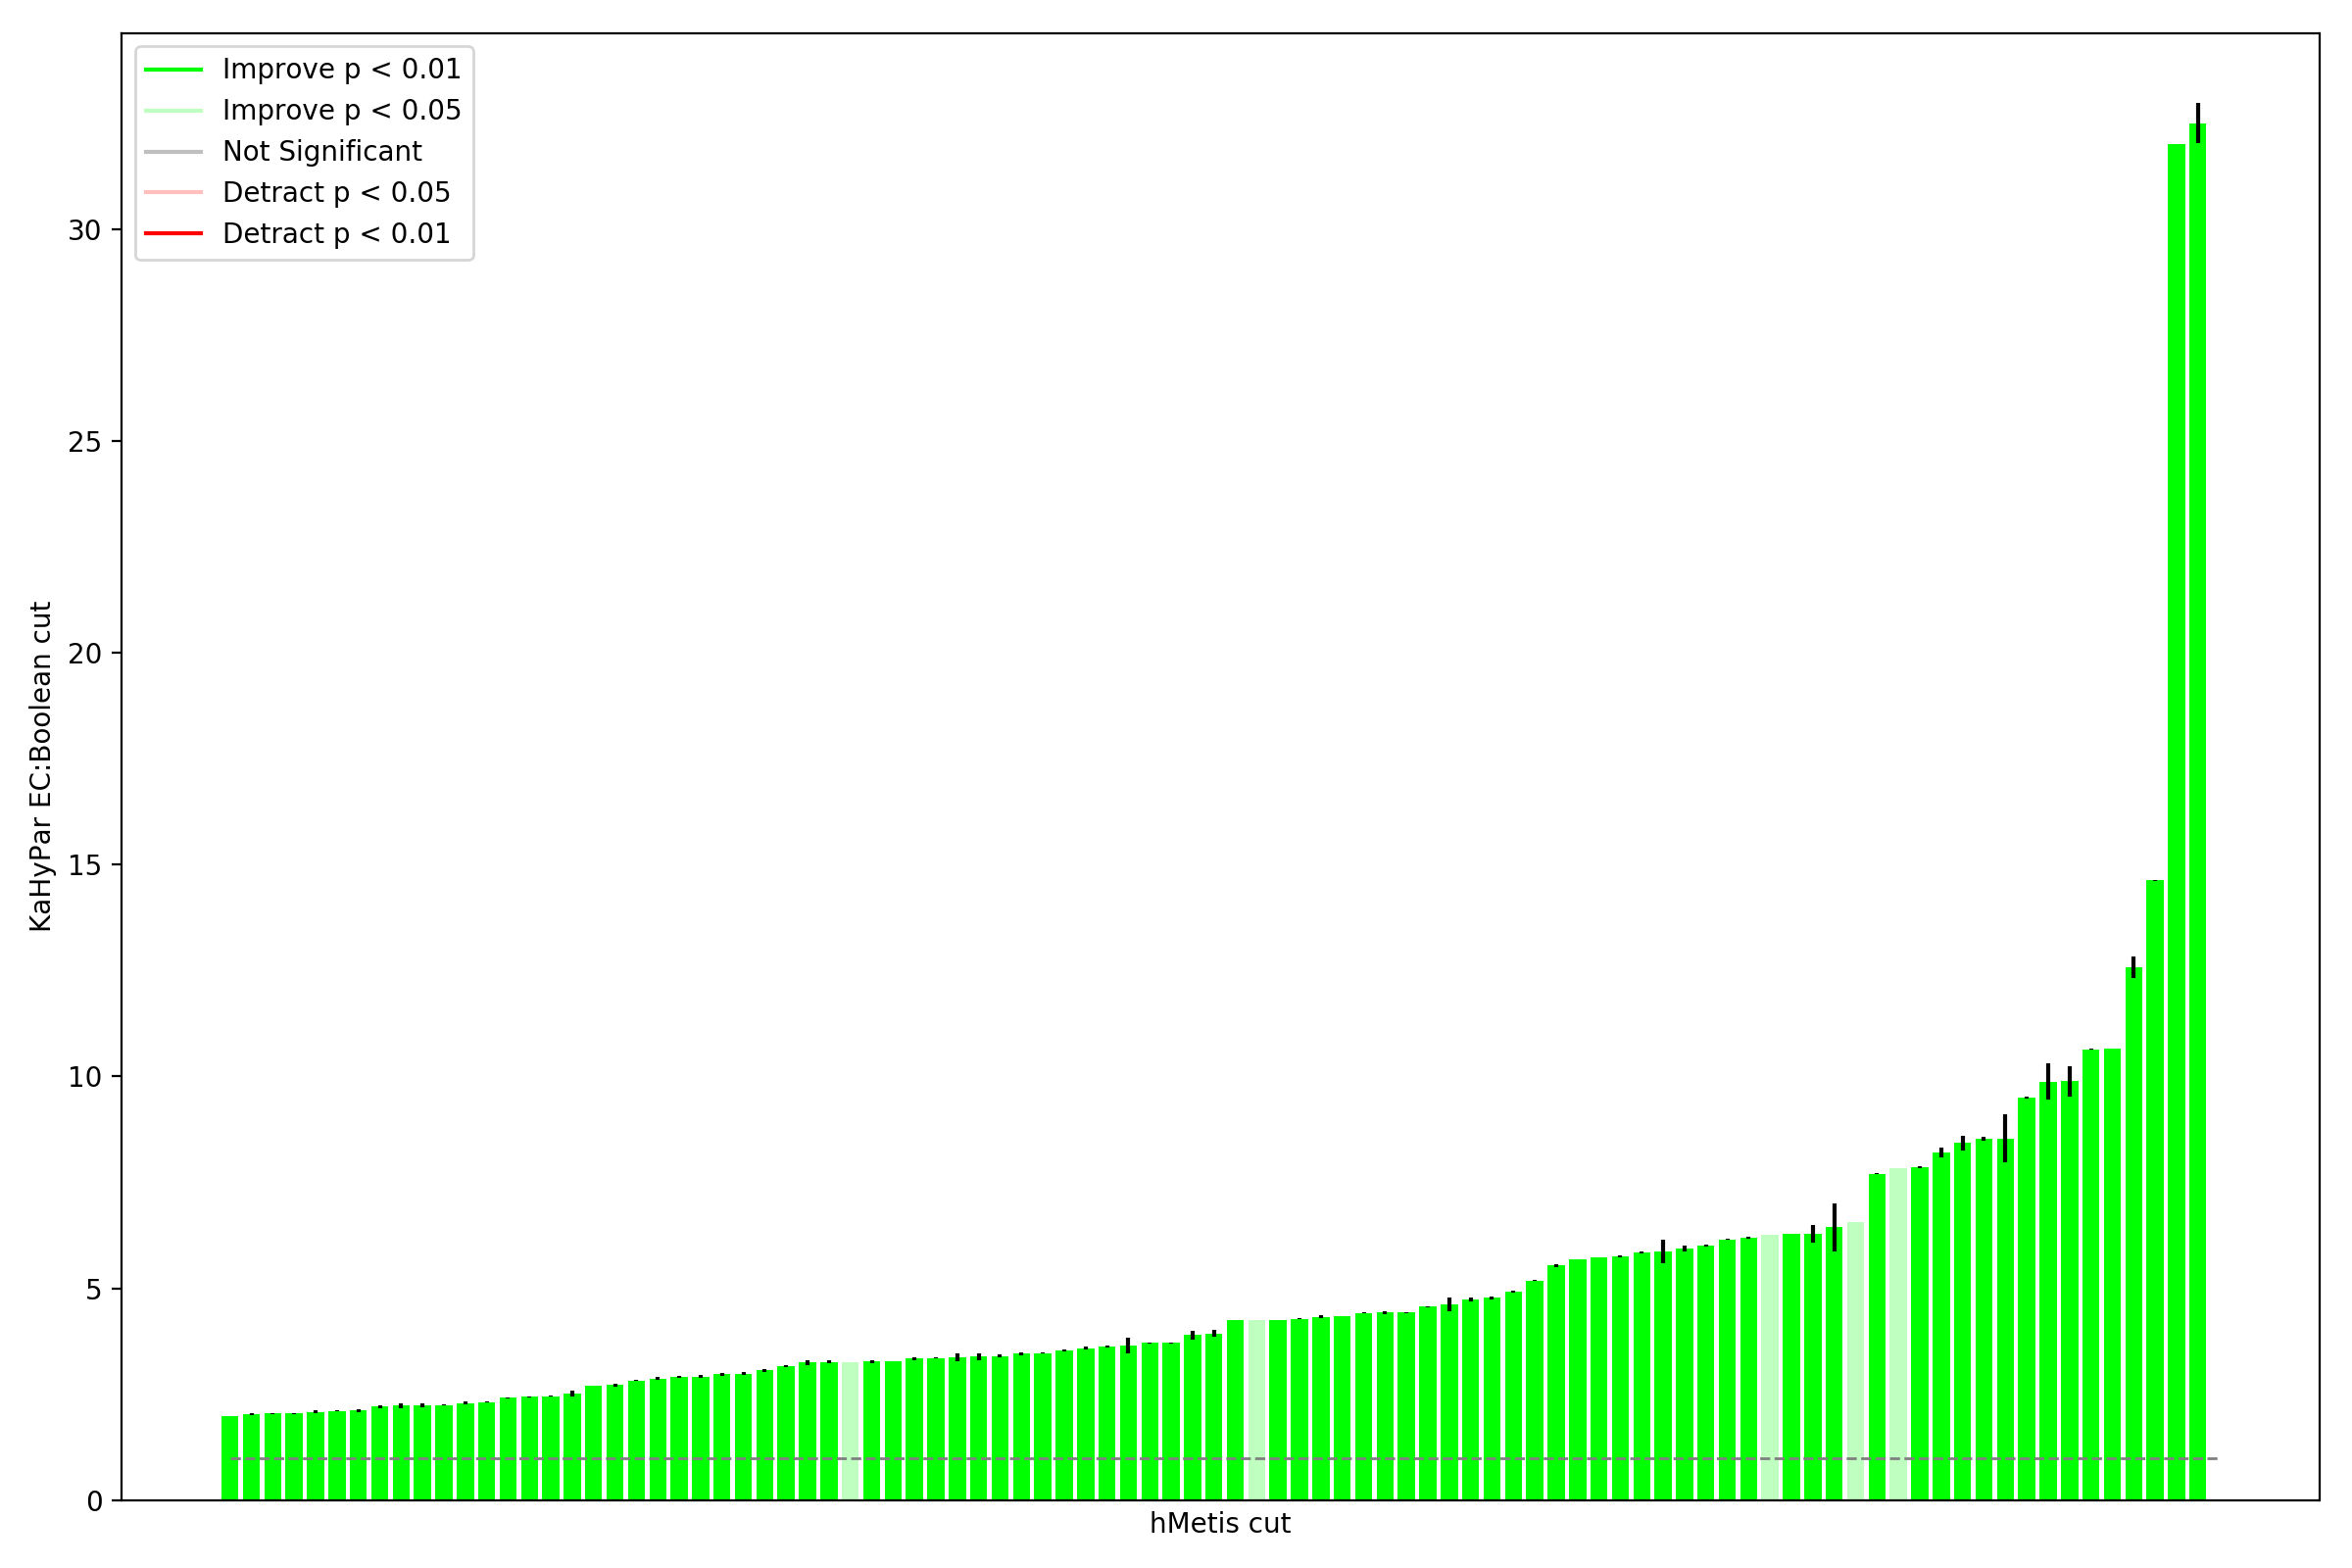 Improve p < 0.01
Improve p < 0.05
Not Significant
Detract p < 0.05
Detract p < 0.01
30
25
20
15
10
5
0
KaHyPar EC:Boolean cut
hMetis cut